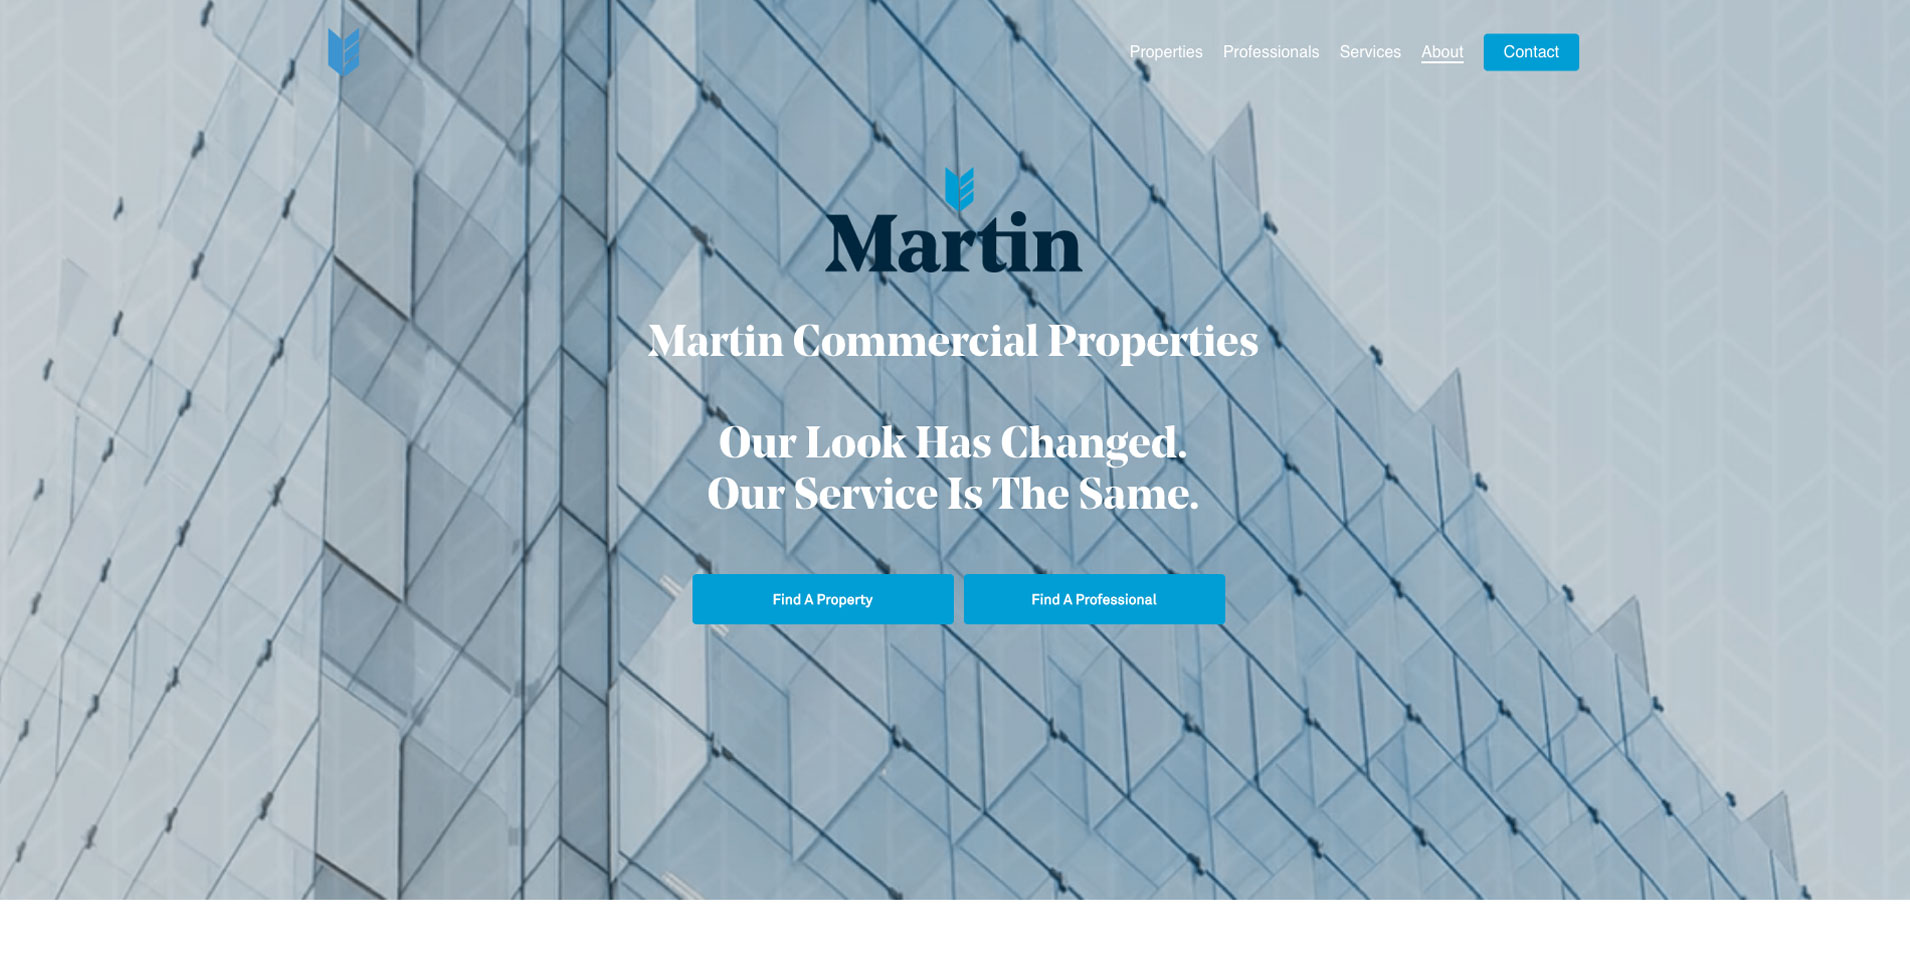 Properties Professionals Services About Contact
Martin
Martin Commercial Properties
Our Look Has Changed.
Our Service Is The Same.
Find A Property Find A Professional